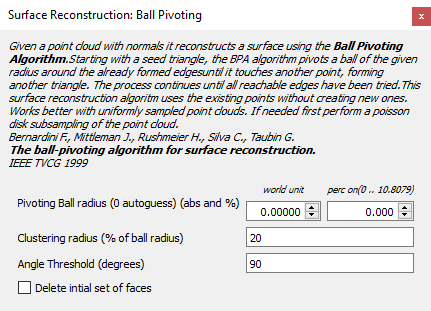 Surface Reconstruction: Ball Pivoting
x
Given a point cloud with normals it reconstructs a surface using the Ball Pivoting
Algorithm.Starting with a seed triangle, the BPA algorithm pivots a ball of the given
radius around the already formed edgesuntil it touches another point, forming
another triangle. The process continues until all reachable edges have been tried.This
surface reconstruction algoritm uses the existing points without creating new ones.
Works better with uniformly sampled point clouds. If needed first perform a poisson
disk subsampling of the point cloud.
Bernardini F., Mittleman J., Rushmeier H., Silva C., Taubin G.
The ball-pivoting algorithm for surface reconstruction.
IEEE TVCG 1999
world unit perc on(0 .. 10.8079)
Pivoting Ball radius (0 autoguess) (abs and %) 0.00000 0.000
Clustering radius (% of ball radius) 20
Angle Threshold (degrees) 90
Delete intial set of faces